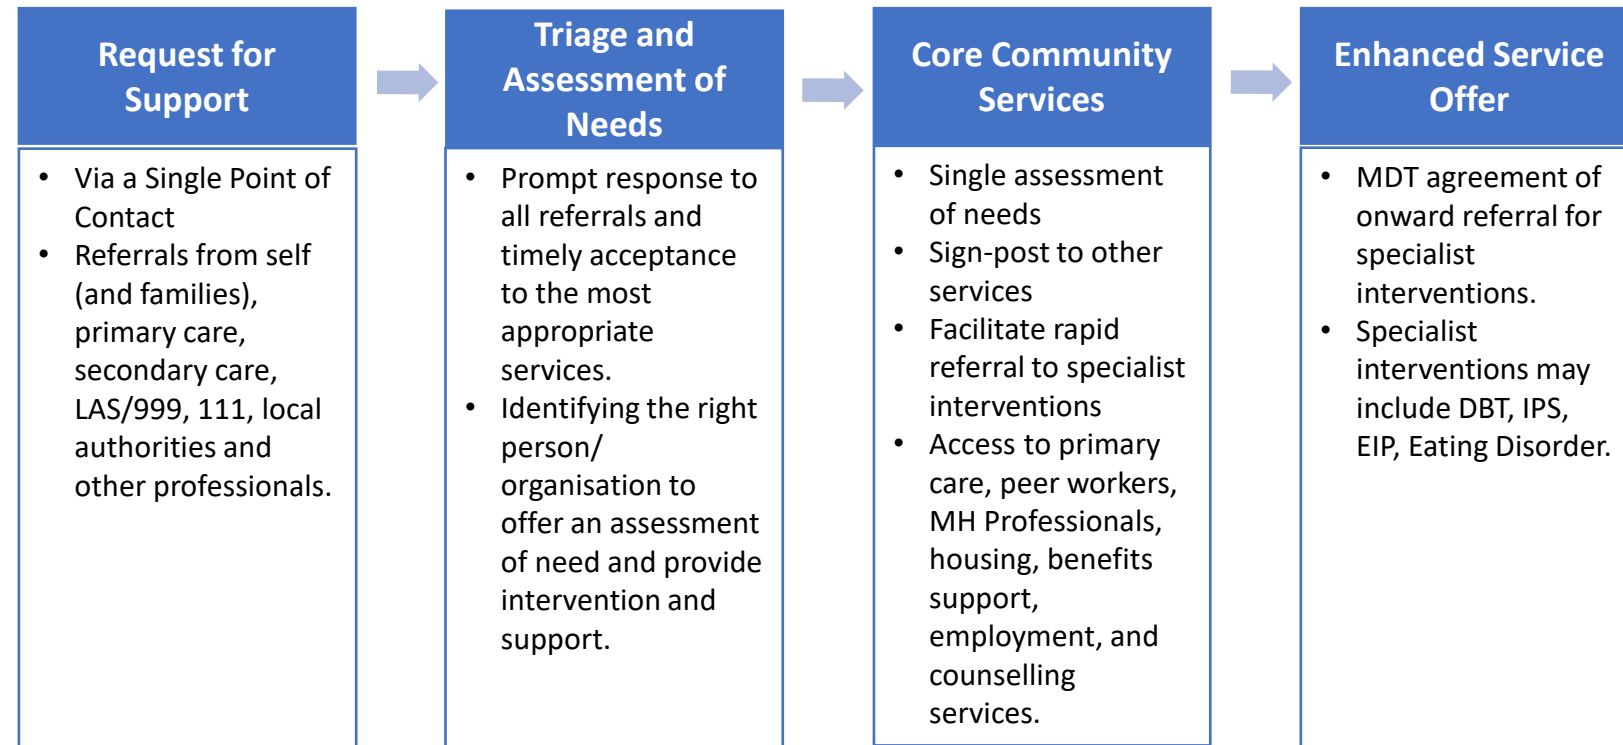 Request for
Support
• Via a Single Point of
Contact
• Referrals from self
(and families),
primary care,
secondary care,
LAS/999, 111, local
authorities and
other professionals.
Triage and
Assessment of
Needs
• Prompt response to
all referrals and
timely acceptance
to the most
appropriate
services.
• Identifying the right
person/
organisation to
offer an assessment
of need and provide
intervention and
support.
Core Community
Services
• Single assessment
of needs
• Sign-post to other
services
• Facilitate rapid
referral to specialist
interventions
• Access to primary
care, peer workers,
MH Professionals,
housing, benefits
support,
employment, and
counselling
services.
Enhanced Service
Offer
• MDT agreement of
onward referral for
specialist
interventions.
• Specialist
interventions may
include DBT, IPS,
EIP, Eating Disorder.